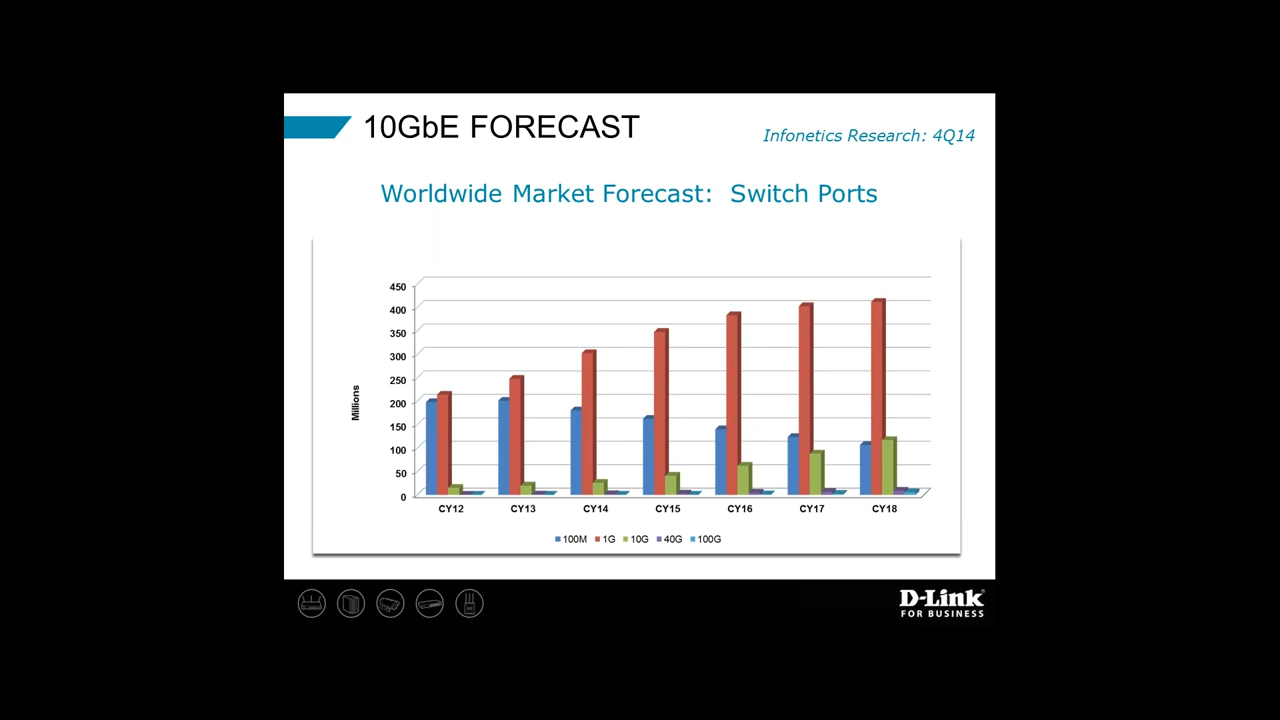 10GbE FORECAST
Infonetics Research: 4Q14
Worldwide Market Forecast: Switch Ports
450
400
350
300
250
200
150
100
50
0
Millions
CY12 CY13 CY14 CY15 CY16 CY17 CY18
100M 1G 10G 40G 100G
D-Link
FOR BUSINESS